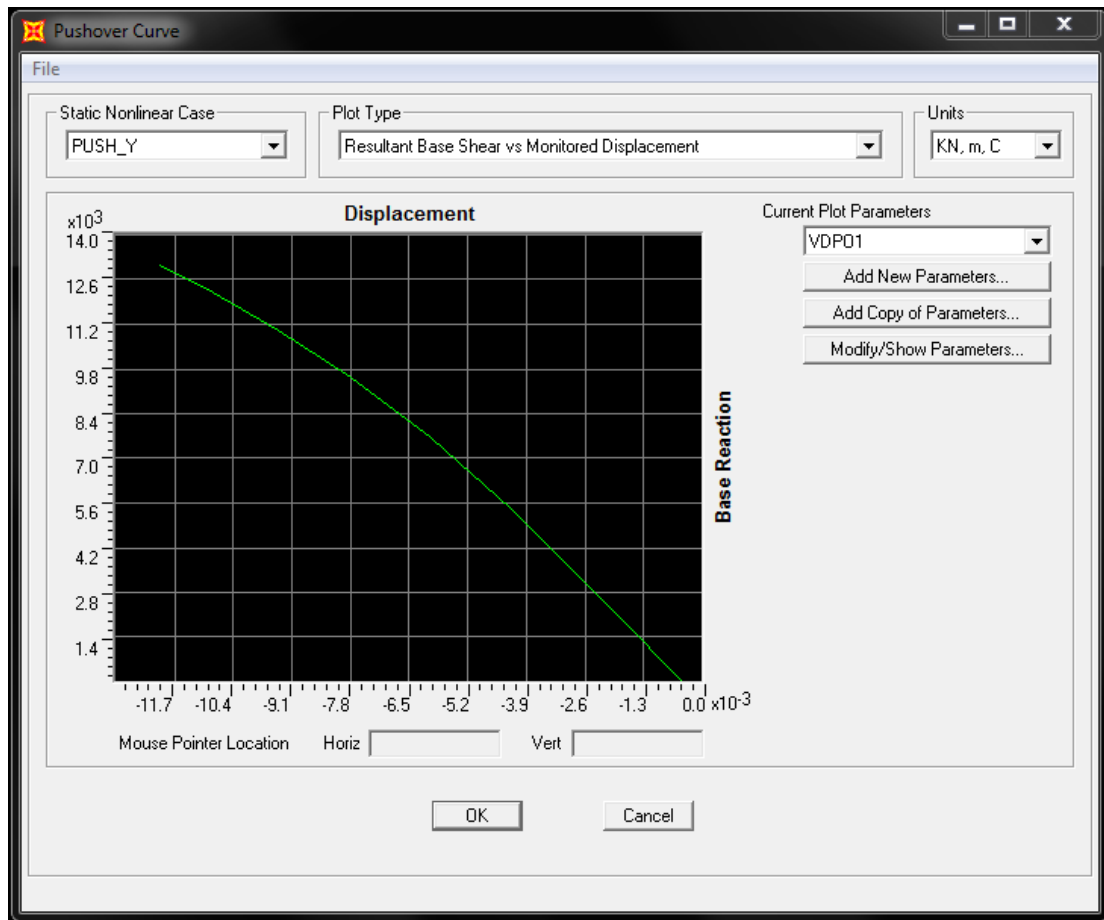 Pushover Curve
File
Static Nonlinear Case
PUSH_Y
Plot Type
Resultant Base Shear vs Monitored Displacement
Units
KN, m, C
Displacement
x10 3
14.0
12.6
11.2
9.8
8.4
7.0
5.6
4.2
2.8
1.4
-11.7 -10.4 -9.1 -7.8 -6.5 -5.2 -3.9 -2.6 -1.3 0.0 x10 -3
Base Reaction
Current Plot Parameters
VDPO1
Add New Parameters...
Add Copy of Parameters...
Modify/Show Parameters...
Mouse Pointer Location Horiz Vert
OK Cancel